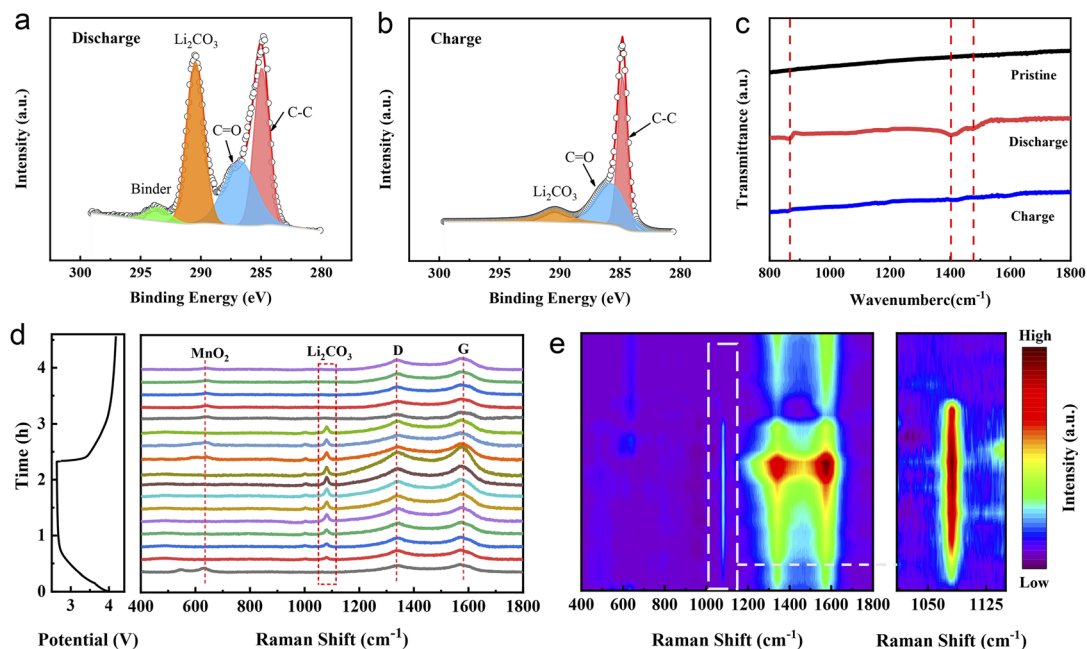 a
Discharge
Li₂CO₃
C=O
C-C
Binder
Intensity (a.u.)
300 295 290 285 280
Binding Energy (eV)
b
Charge
C-C
C=O
Li₂CO₃
Intensity (a.u.)
300 295 290 285 280
Binding Energy (eV)
c
Pristine
Discharge
Charge
Transmittance (a.u.)
800 1000 1200 1400 1600 1800
Wavenumberc(cm⁻¹)
d
MnO₂ Li₂CO₃ D G
4
3
2
1
0
Time (h)
3 4
Potential (V)
400 600 800 1000 1200 1400 1600 1800
Raman Shift (cm⁻¹)
e
400 600 800 1000 1200 1400 1600 1800
Raman Shift (cm⁻¹)
1050 1125
Raman Shift (cm⁻¹)
High
Low
Intensity (a.u.)